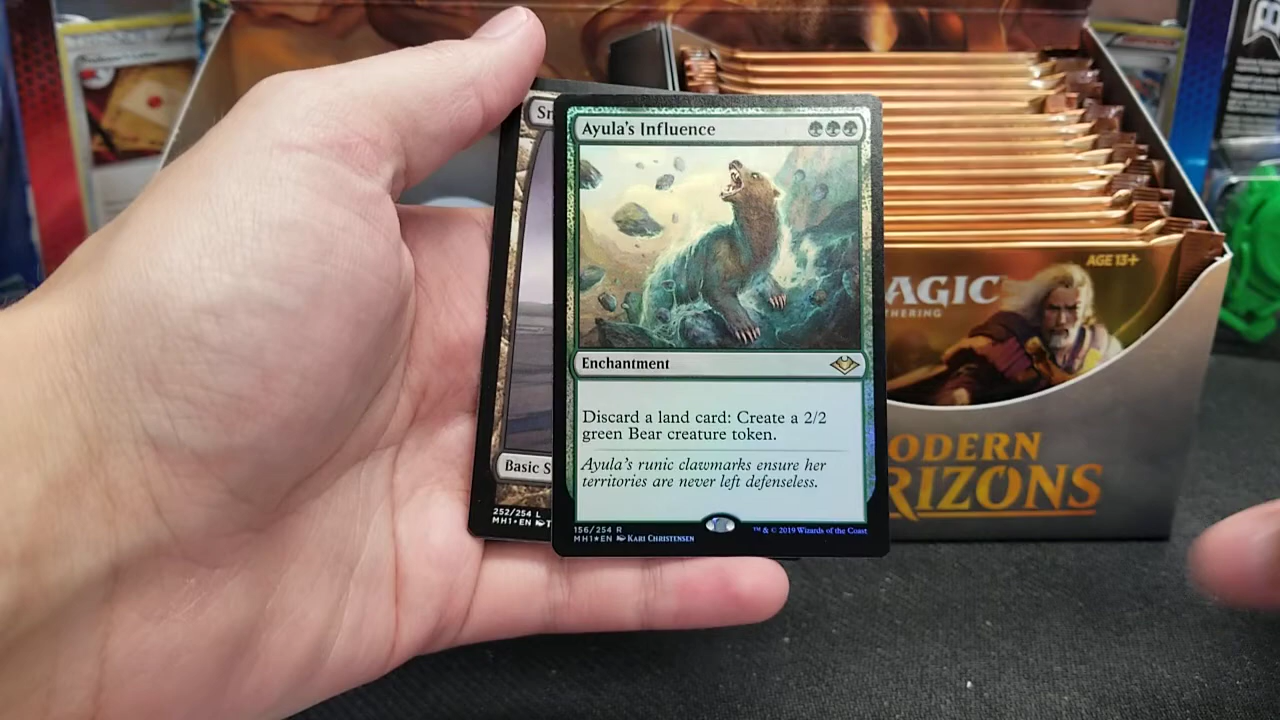 Ayula's Influence
Enchantment
Discard a land card: Create a 2/2
green Bear creature token.
Ayula's runic clawmarks ensure her
territories are never left defenseless.
156/254 R
MH1★EN Kari Christensen
™ & © 2019 Wizards of the Coast
Sn
Basic S
252/254 L
MH1•EN T
AGE 13+
AGIC
THERING
ODERN
RIZONS